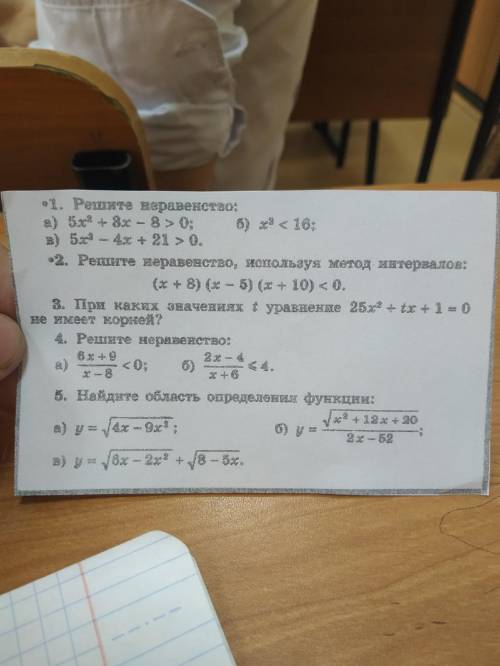 •1. Решите неравенство:
а) 5x² + 3x − 8 > 0; б) x² < 16;
в) 5x² − 4x + 21 > 0.
•2. Решите неравенство, используя метод интервалов:
(x + 8) (x − 5) (x + 10) < 0.
3. При каких значениях t уравнение 25x² + tx + 1 = 0
не имеет корней?
4. Решите неравенство:
а) (6x + 9)/(x − 8) < 0; б) (2x − 4)/(x + 6) ⩽ 4.
5. Найдите область определения функции:
а) y = √(4x − 9x²); б) y = √(x² + 12x + 20)/(2x − 52);
в) y = √(6x − 2x²) + √(8 − 5x).